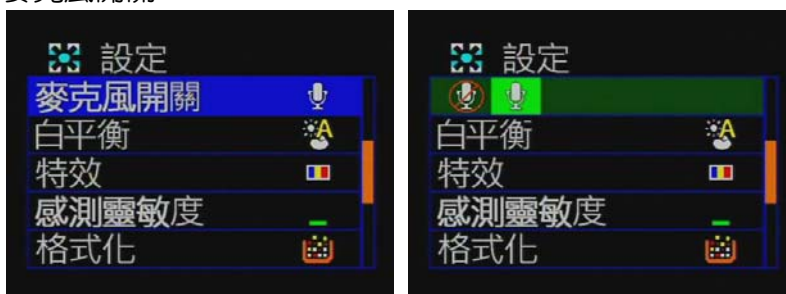 設定
麥克風開關
白平衡
特效
感測靈敏度
格式化
設定
白平衡
特效
感測靈敏度
格式化